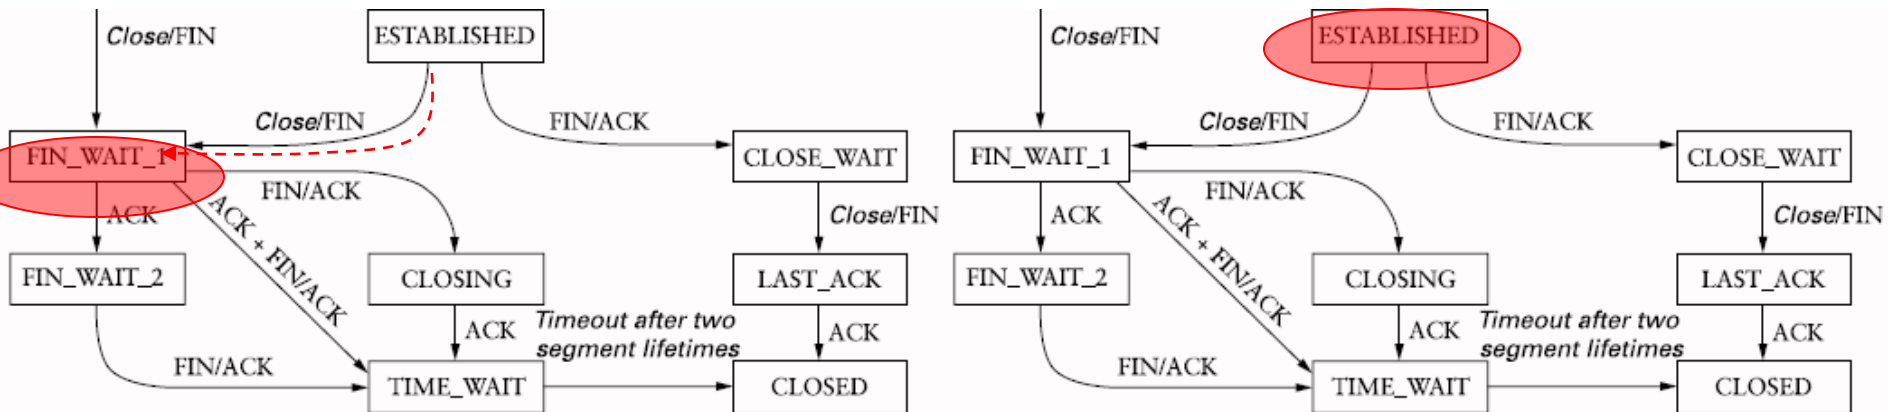 Close/FIN
ESTABLISHED
Close/FIN
FIN/ACK
FIN_WAIT_1
CLOSE_WAIT
FIN/ACK
ACK
ACK + FIN/ACK
Close/FIN
FIN_WAIT_2
CLOSING
LAST_ACK
ACK
Timeout after two
segment lifetimes
ACK
FIN/ACK
TIME_WAIT
CLOSED
Close/FIN
ESTABLISHED
Close/FIN
FIN/ACK
FIN_WAIT_1
CLOSE_WAIT
FIN/ACK
ACK
ACK + FIN/ACK
Close/FIN
FIN_WAIT_2
CLOSING
LAST_ACK
ACK
Timeout after two
segment lifetimes
ACK
FIN/ACK
TIME_WAIT
CLOSED